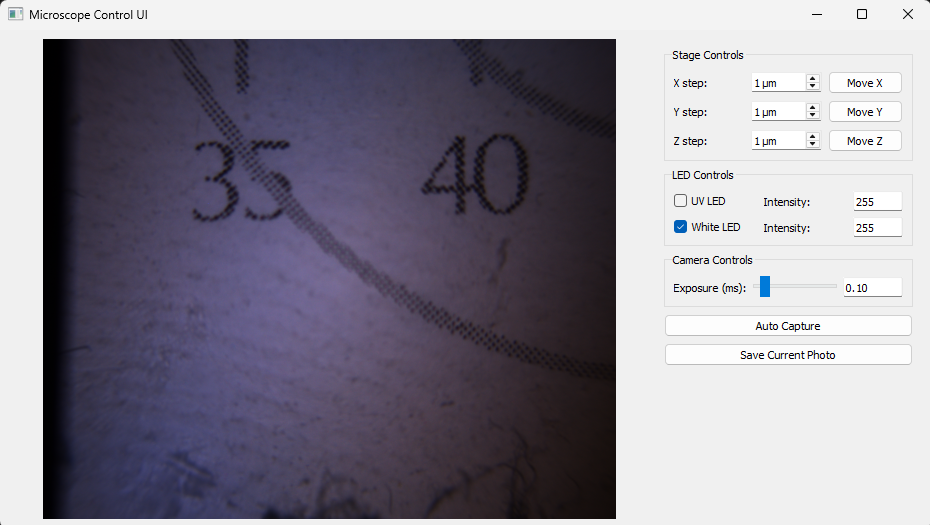 Microscope Control UI
35 40
Stage Controls
X step: 1 µm Move X
Y step: 1 µm Move Y
Z step: 1 µm Move Z
LED Controls
UV LED Intensity: 255
White LED Intensity: 255
Camera Controls
Exposure (ms): 0.10
Auto Capture
Save Current Photo